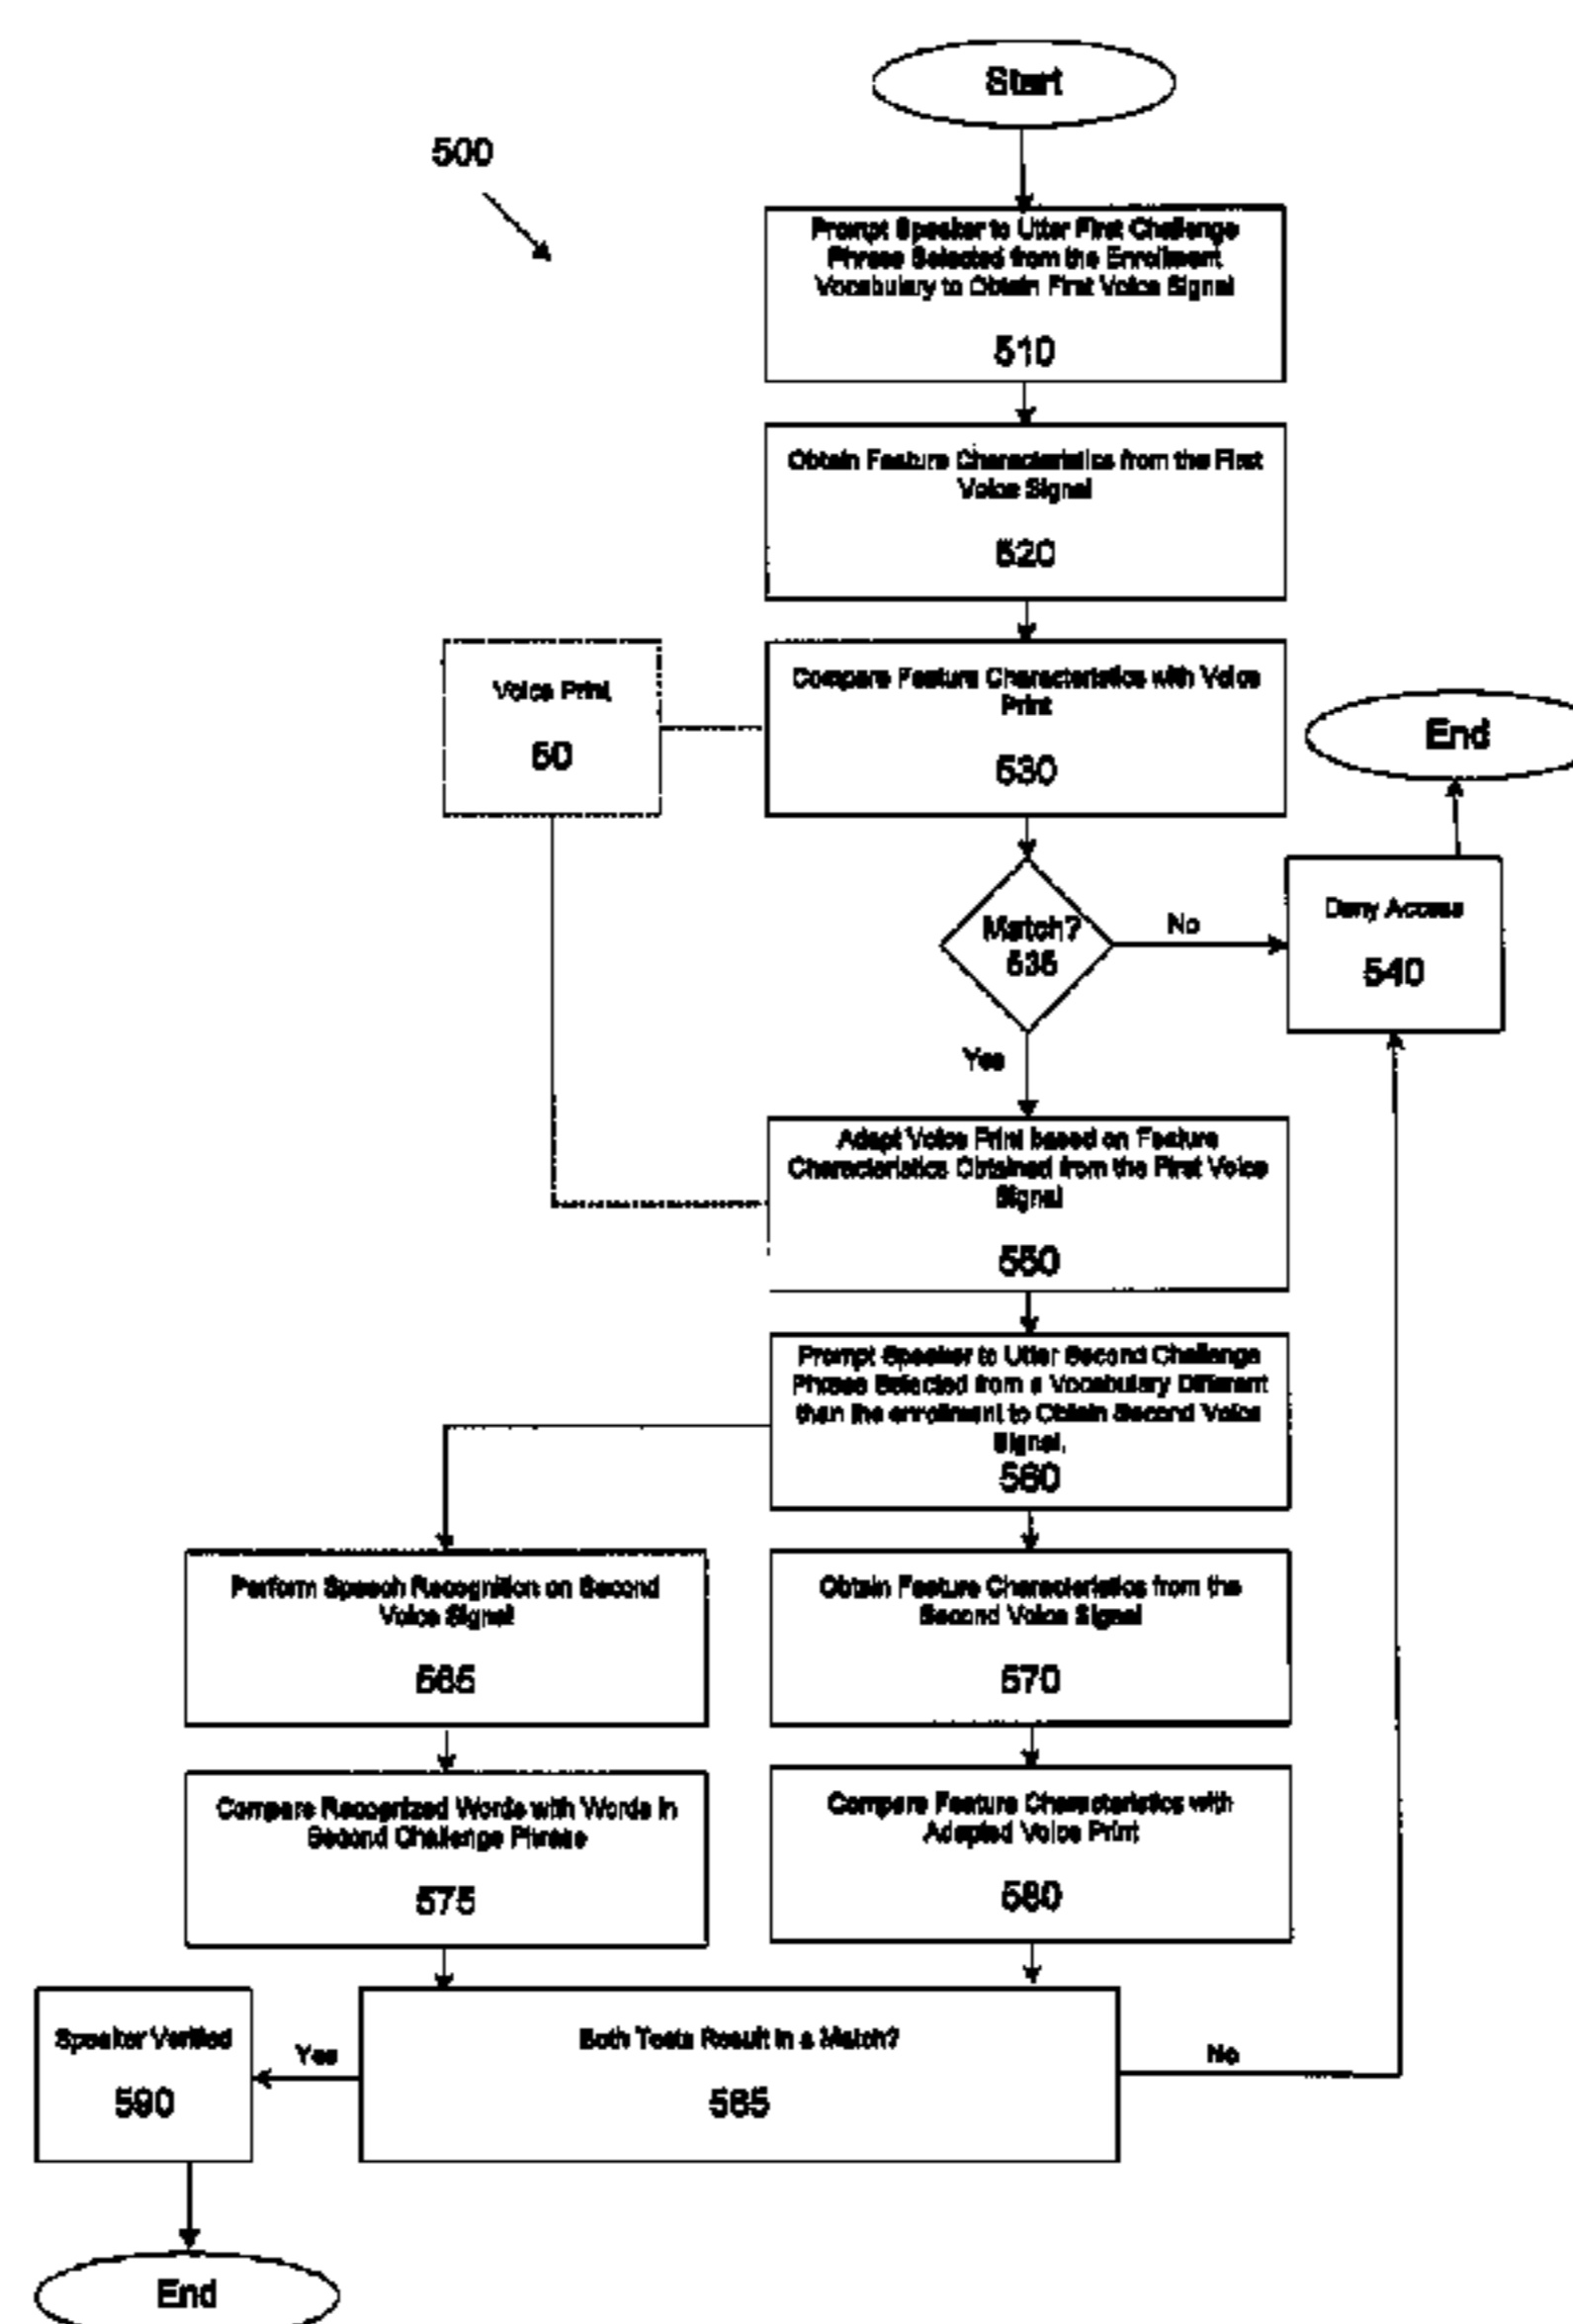 Start
500
Prompt Speaker to Utter First Challenge
Phrase Selected from the Enrollment
Vocabulary to Obtain First Voice Signal
510
Obtain Feature Characteristics from the First
Voice Signal
520
Voice Print
50
Compare Feature Characteristics with Voice
Print
530
End
Match?
535
No
Deny Access
540
Yes
Adapt Voice Print based on Feature
Characteristics Obtained from the First Voice
Signal
550
Prompt Speaker to Utter Second Challenge
Phrase Selected from a Vocabulary Different
than the enrollment to Obtain Second Voice
Signal.
560
Perform Speech Recognition on Second
Voice Signal
565
Obtain Feature Characteristics from the
Second Voice Signal
570
Compare Recognized Words with Words in
Second Challenge Phrase
575
Compare Feature Characteristics with
Adapted Voice Print
580
Speaker Verified
590
Yes
Both Tests Result in a Match?
585
No
End